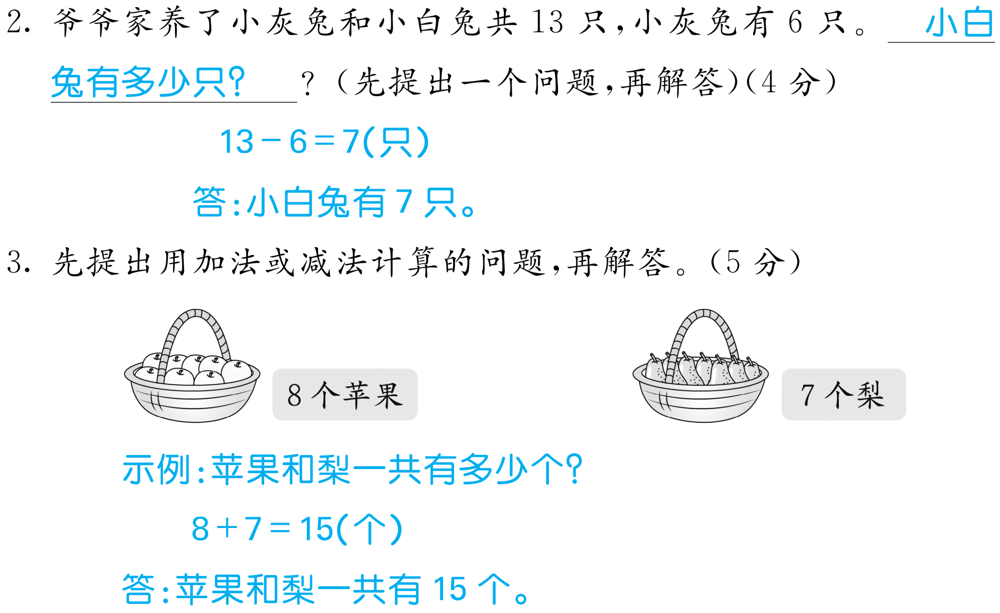 2. 爷爷家养了小灰兔和小白兔共 13 只,小灰兔有 6 只。 小白
兔有多少只? ?(先提出一个问题,再解答)(4 分)
13-6=7(只)
答:小白兔有 7 只。
3. 先提出用加法或减法计算的问题,再解答。(5 分)
8 个苹果
7 个梨
示例:苹果和梨一共有多少个?
8+7=15(个)
答:苹果和梨一共有 15 个。